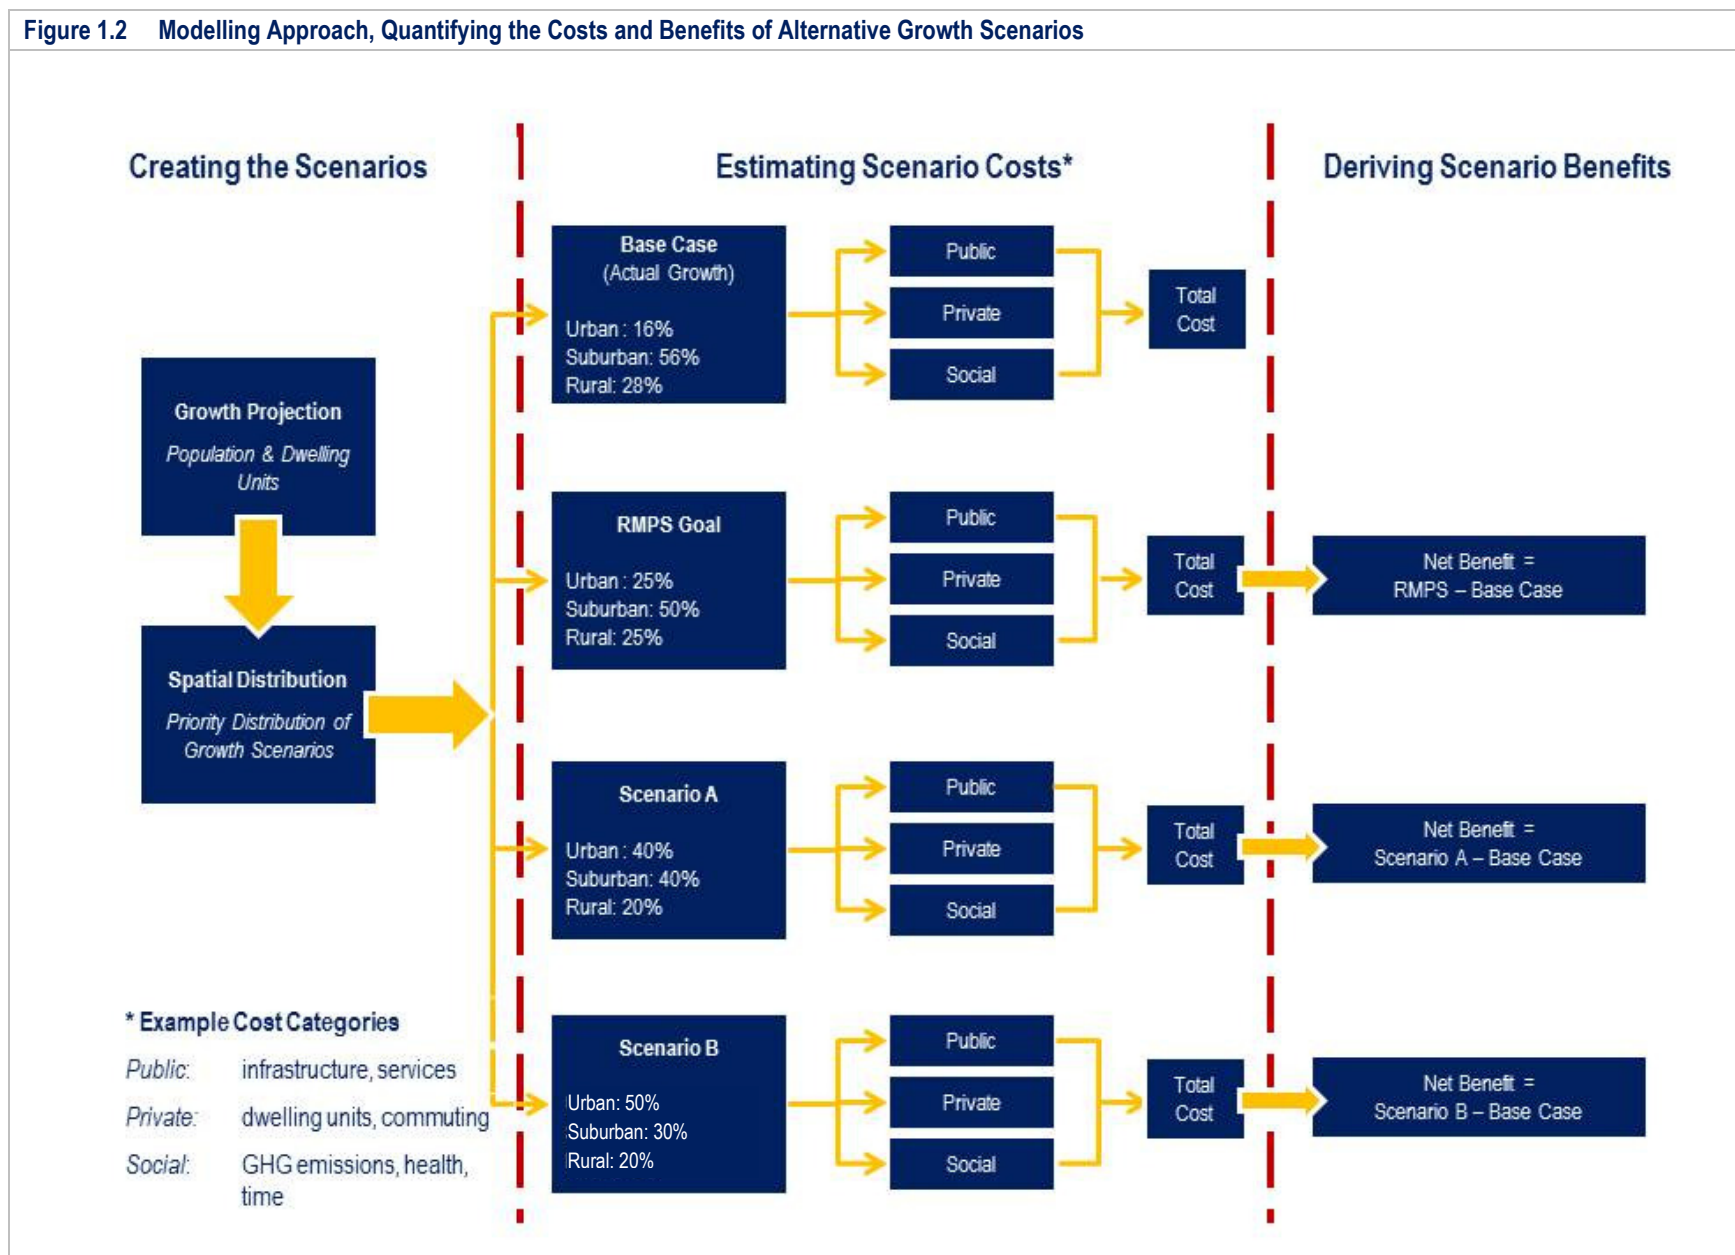 Figure 1.2 Modelling Approach, Quantifying the Costs and Benefits of Alternative Growth Scenarios
Creating the Scenarios
Estimating Scenario Costs*
Deriving Scenario Benefits
Growth Projection
Population & Dwelling
Units
Spatial Distribution
Priority Distribution of
Growth Scenarios
Base Case
(Actual Growth)
Urban : 16%
Suburban: 56%
Rural: 28%
Public
Private
Social
Total
Cost
RMPS Goal
Urban : 25%
Suburban: 50%
Rural: 25%
Public
Private
Social
Total
Cost
Net Benefit =
RMPS – Base Case
Scenario A
Urban : 40%
Suburban: 40%
Rural: 20%
Public
Private
Social
Total
Cost
Net Benefit =
Scenario A – Base Case
Scenario B
Urban: 50%
Suburban: 30%
Rural: 20%
Public
Private
Social
Total
Cost
Net Benefit =
Scenario B – Base Case
* Example Cost Categories
Public: infrastructure, services
Private: dwelling units, commuting
Social: GHG emissions, health,
time